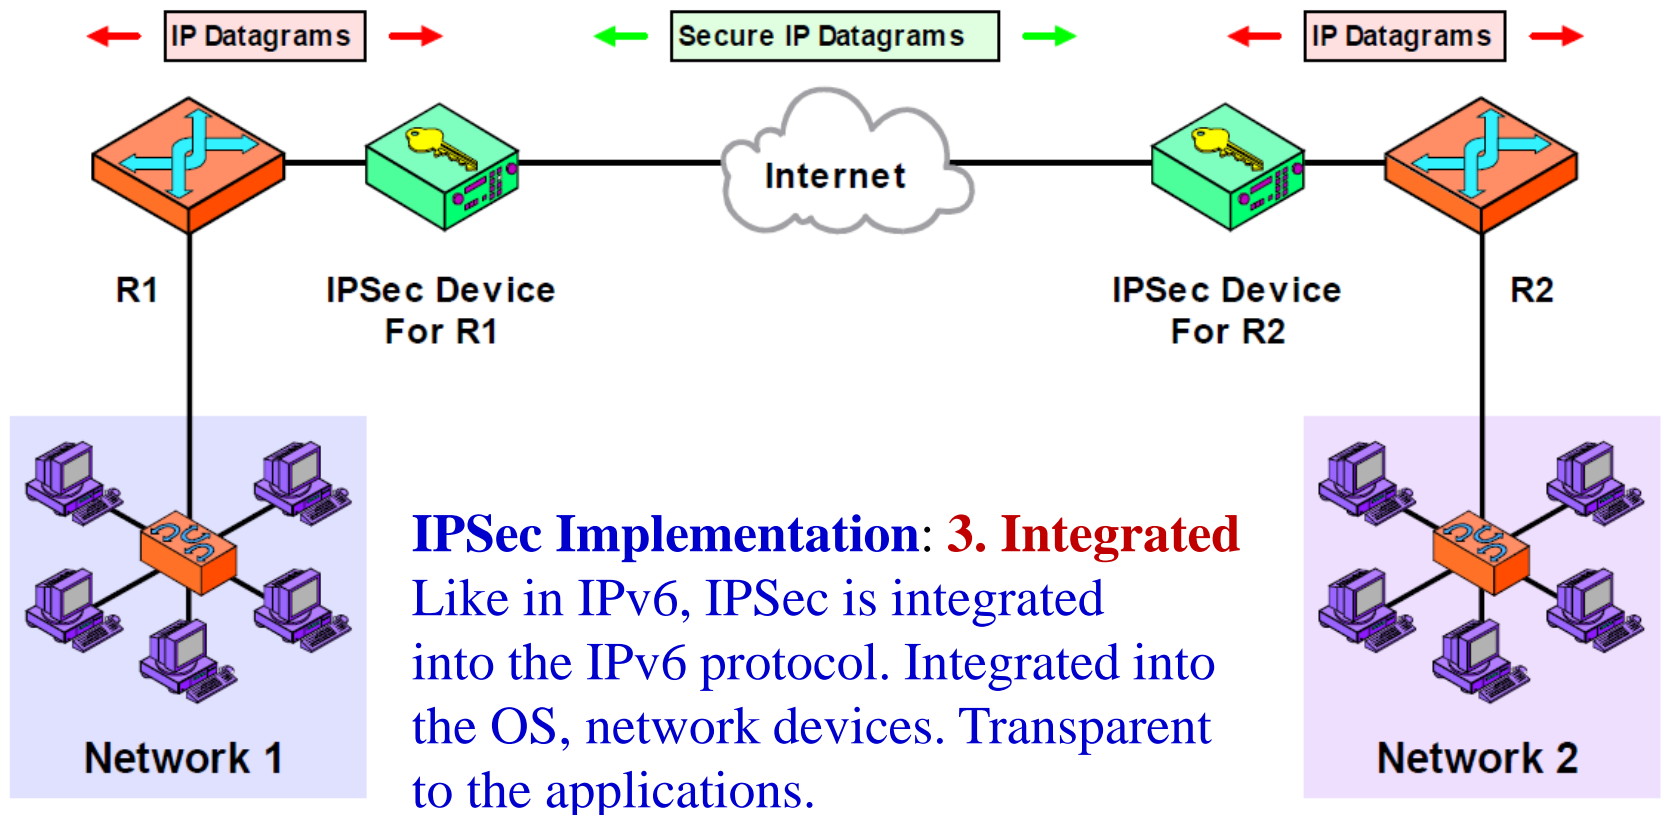 IP Datagrams
Secure IP Datagrams
IP Datagrams
Internet
R1
IPSec Device
For R1
IPSec Device
For R2
R2
IPSec Implementation: 3. Integrated
Like in IPv6, IPSec is integrated
into the IPv6 protocol. Integrated into
the OS, network devices. Transparent
to the applications.
Network 1
Network 2